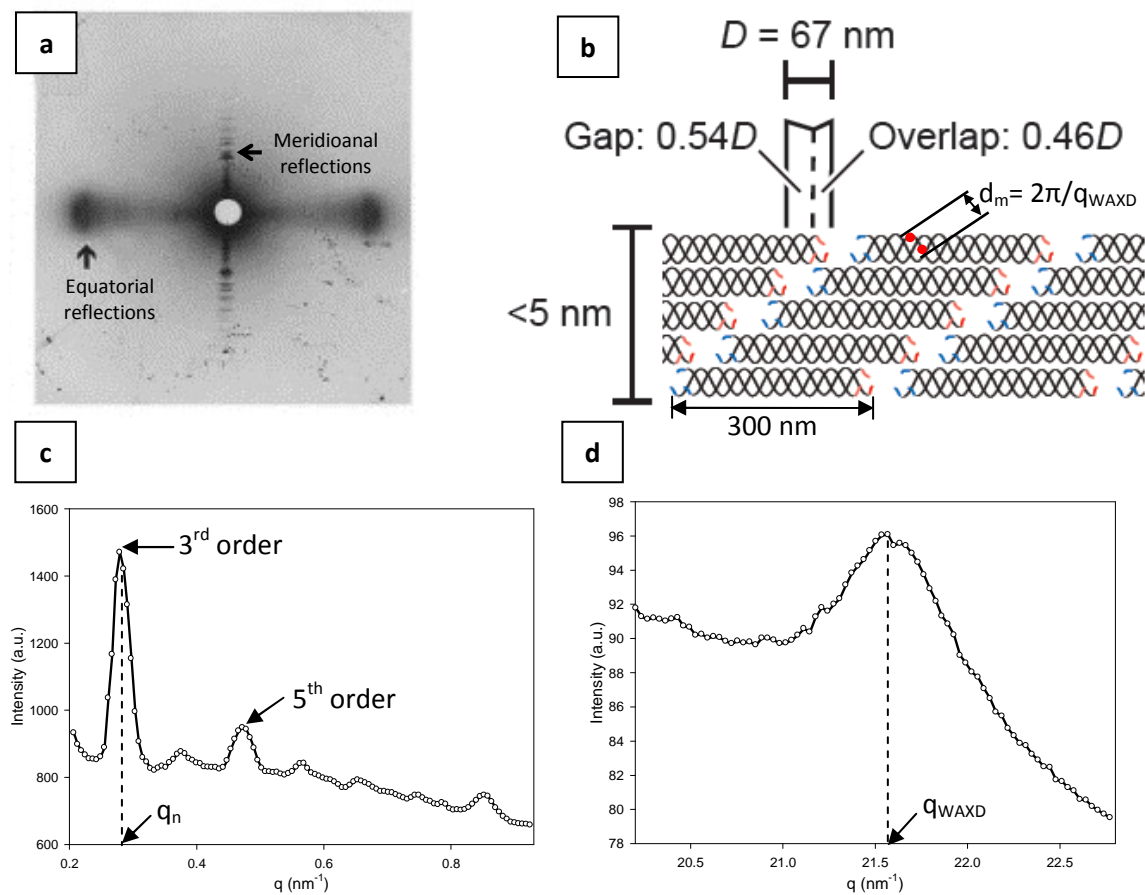 a
Meridioanal
reflections
Equatorial
reflections
b
D = 67 nm
Gap: 0.54D
Overlap: 0.46D
dₘ= 2π/q_WAXD
<5 nm
300 nm
c
1600
1400
1200
1000
800
600
Intensity (a.u.)
3rd order
5th order
qₙ
0.2 0.4 0.6 0.8
q (nm⁻¹)
d
98
96
94
92
90
88
86
84
82
80
78
Intensity (a.u.)
q_WAXD
20.5 21.0 21.5 22.0 22.5
q (nm⁻¹)